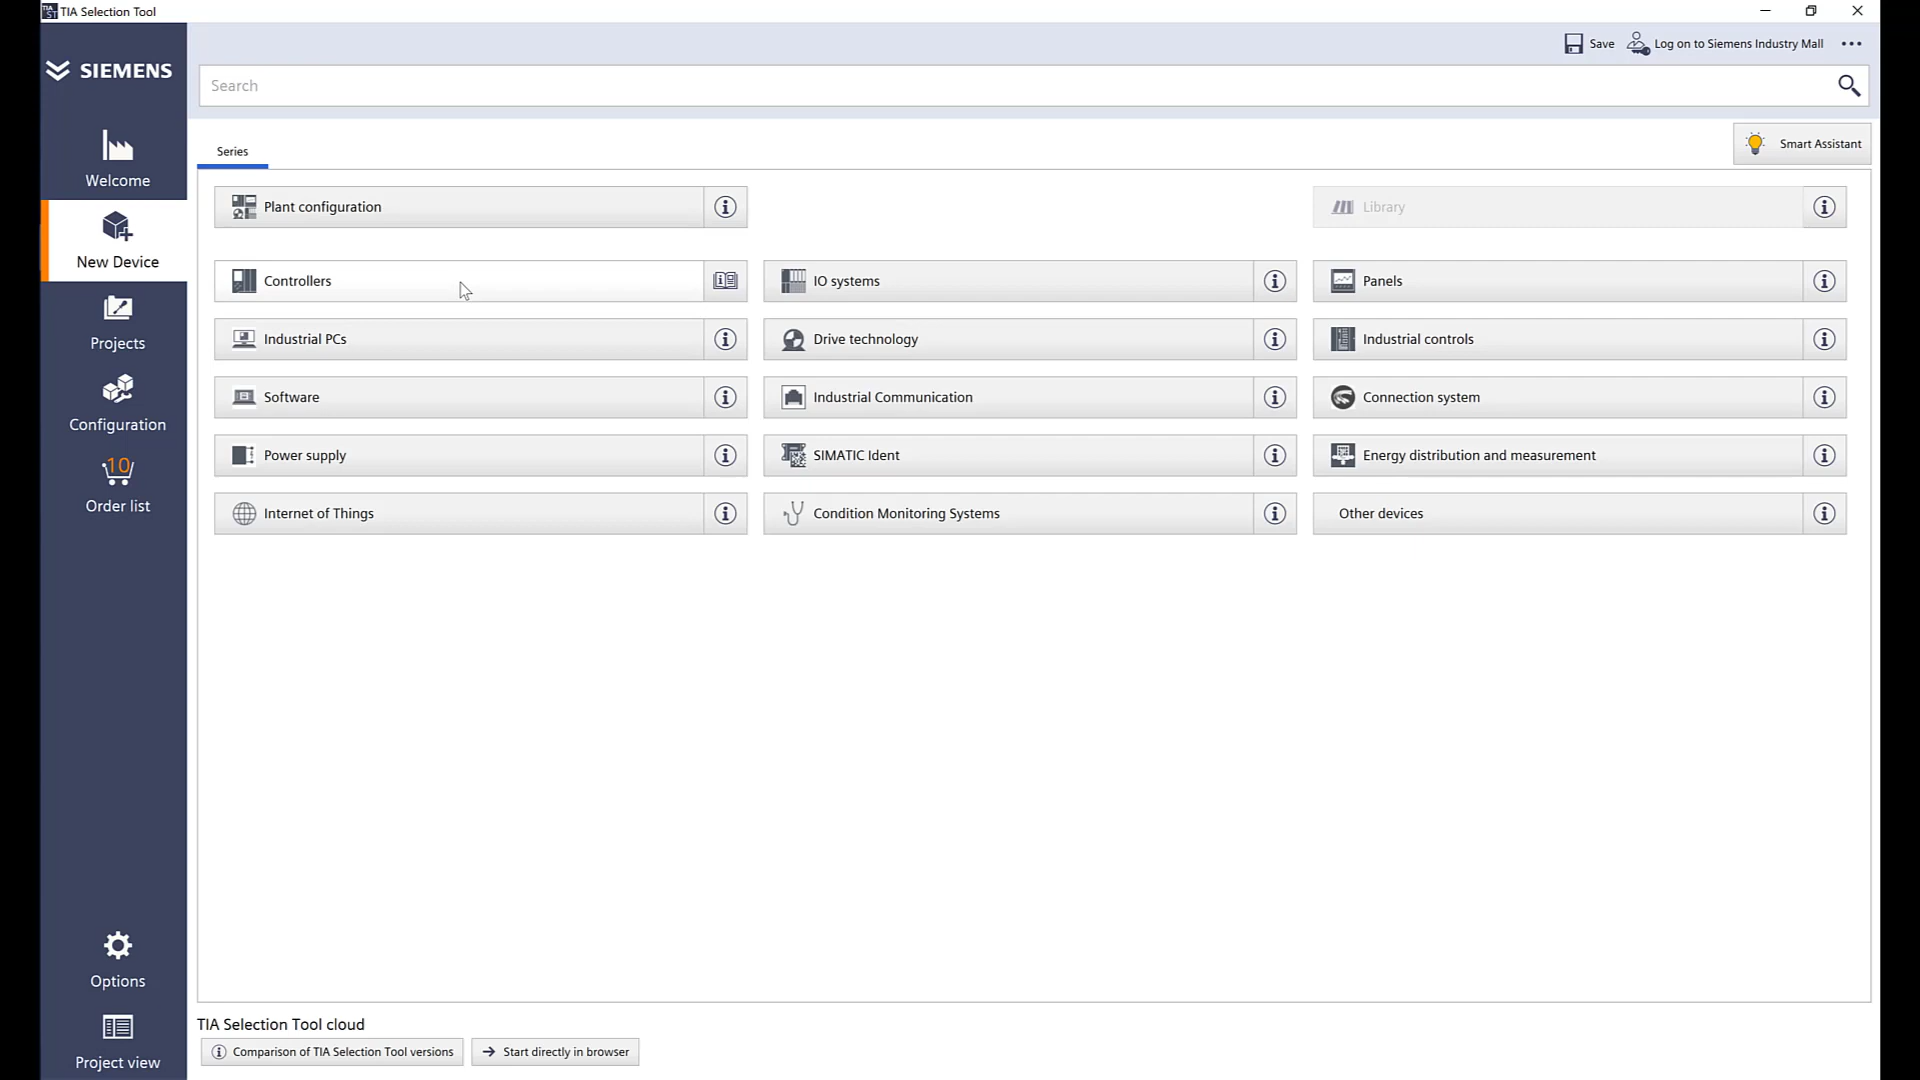 TIA Selection Tool
SIEMENS
Save
Log on to Siemens Industry Mall
Search
Welcome
New Device
Projects
Configuration
10
Order list
Options
Project view
Series
Smart Assistant
Plant configuration
Library
Controllers
IO systems
Panels
Industrial PCs
Drive technology
Industrial controls
Software
Industrial Communication
Connection system
Power supply
SIMATIC Ident
Energy distribution and measurement
Internet of Things
Condition Monitoring Systems
Other devices
TIA Selection Tool cloud
Comparison of TIA Selection Tool versions
Start directly in browser